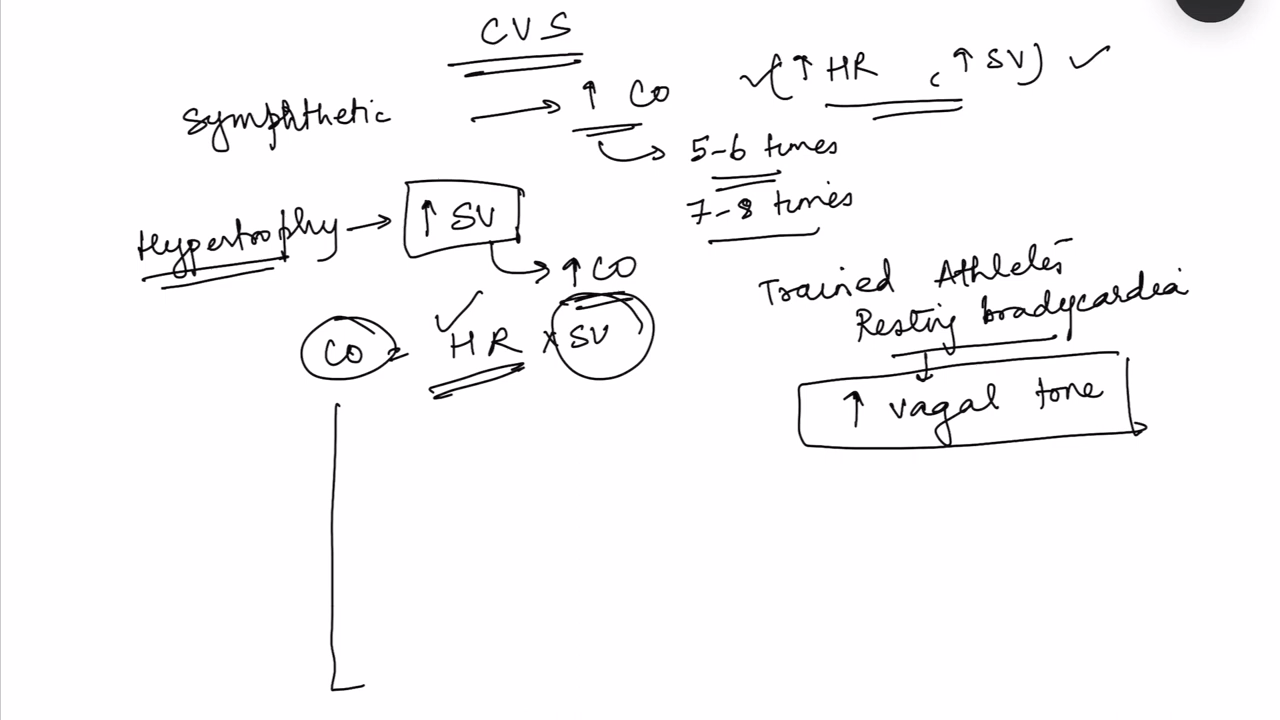 CVS
Symphthetic → ↑ CO ✓(↑ HR , ↑ SV) ✓
5-6 times
7-8 times
Hypertrophy → ↑ SV
↑ CO
Trained Athletes
Resting bradycardia
CO = HR × SV
↑ vagal tone